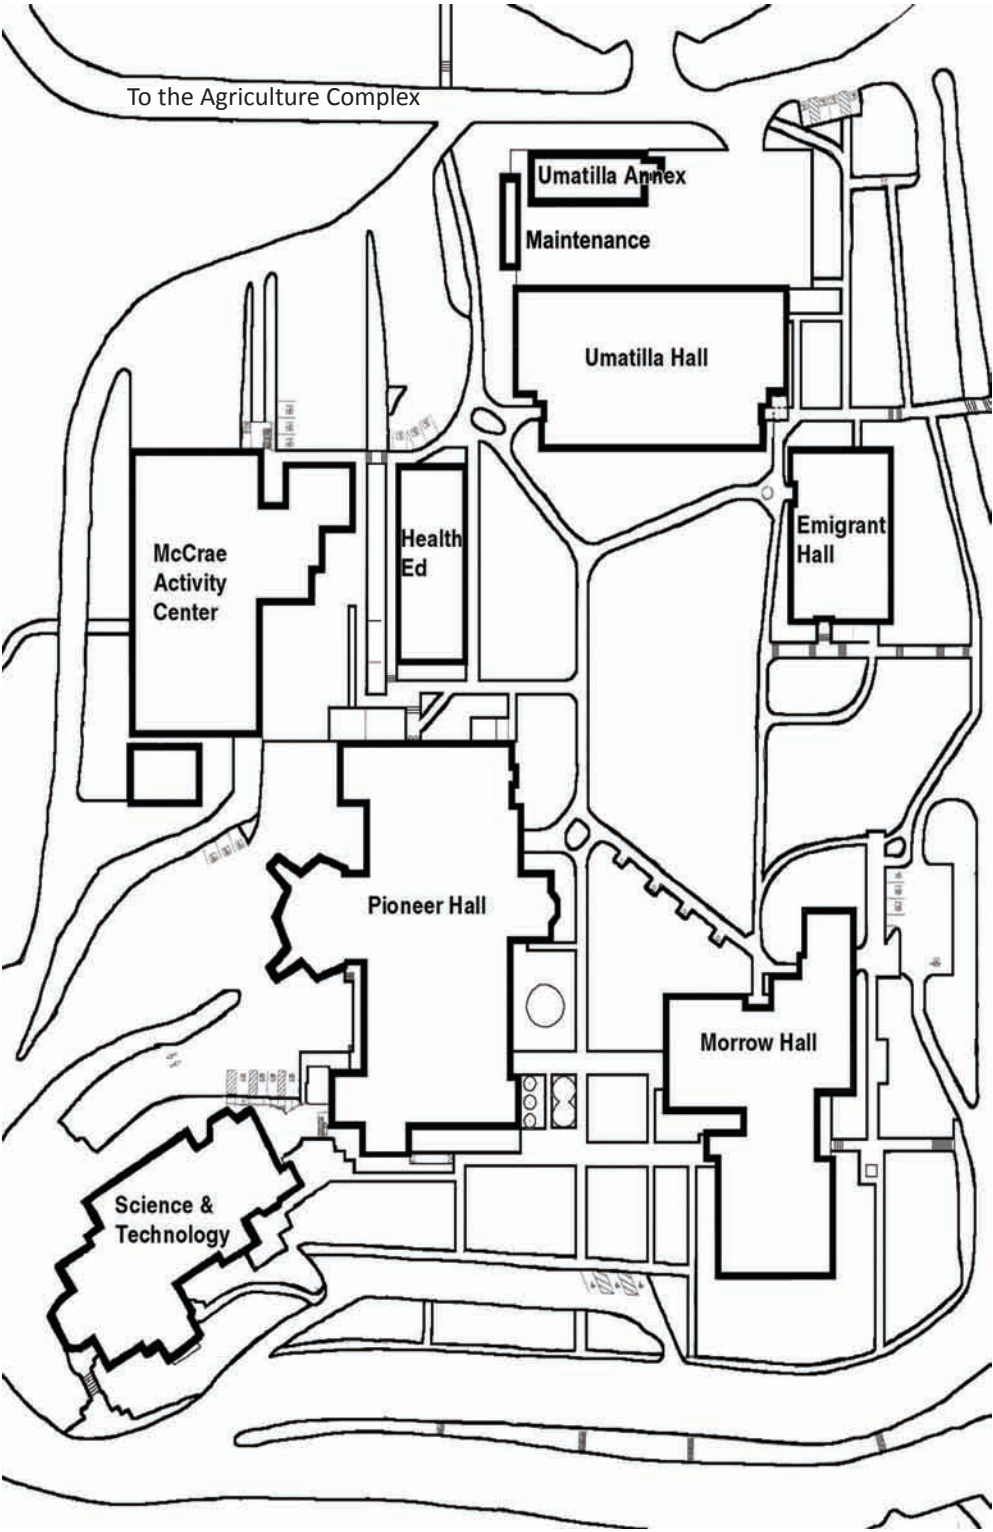 To the Agriculture Complex
Umatilla Annex
Maintenance
Umatilla Hall
Emigrant
Hall
Health
Ed
McCrae
Activity
Center
Pioneer Hall
Morrow Hall
Science &
Technology